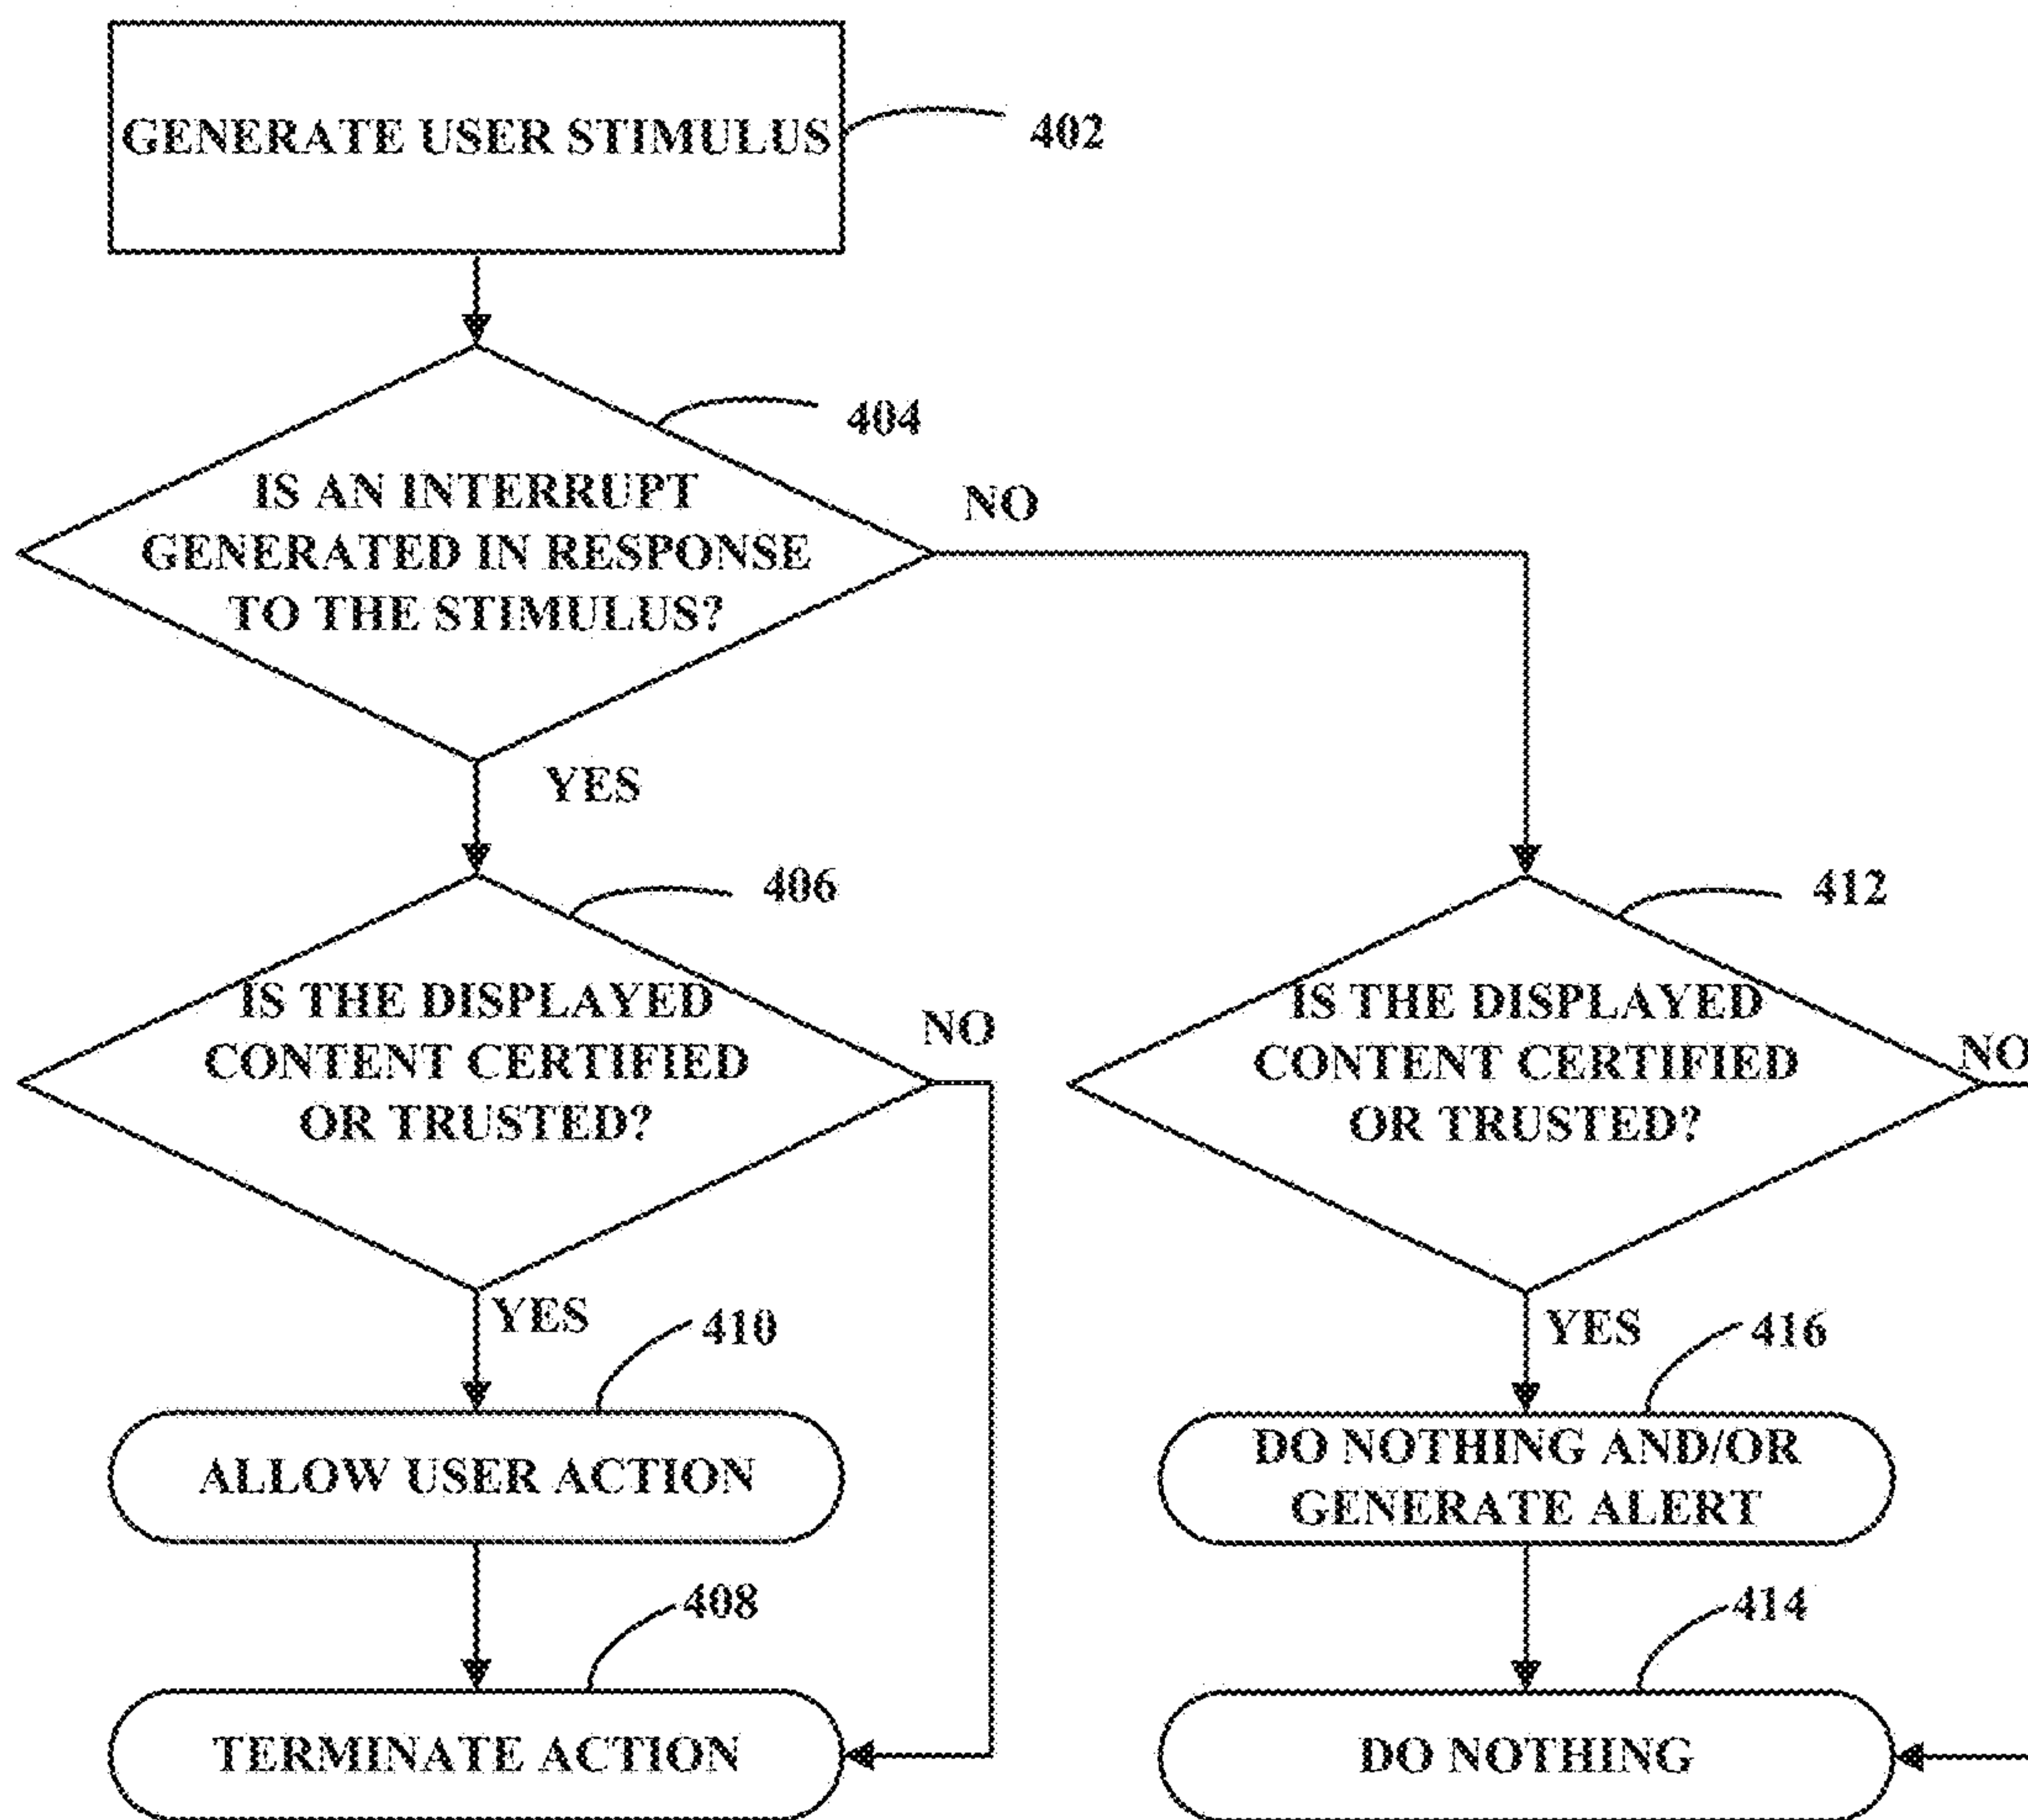 GENERATE USER STIMULUS
402
404
IS AN INTERRUPT
GENERATED IN RESPONSE
TO THE STIMULUS?
NO
YES
406
IS THE DISPLAYED
CONTENT CERTIFIED
OR TRUSTED?
NO
412
IS THE DISPLAYED
CONTENT CERTIFIED
OR TRUSTED?
NO
YES
410
ALLOW USER ACTION
YES
416
DO NOTHING AND/OR
GENERATE ALERT
408
TERMINATE ACTION
414
DO NOTHING